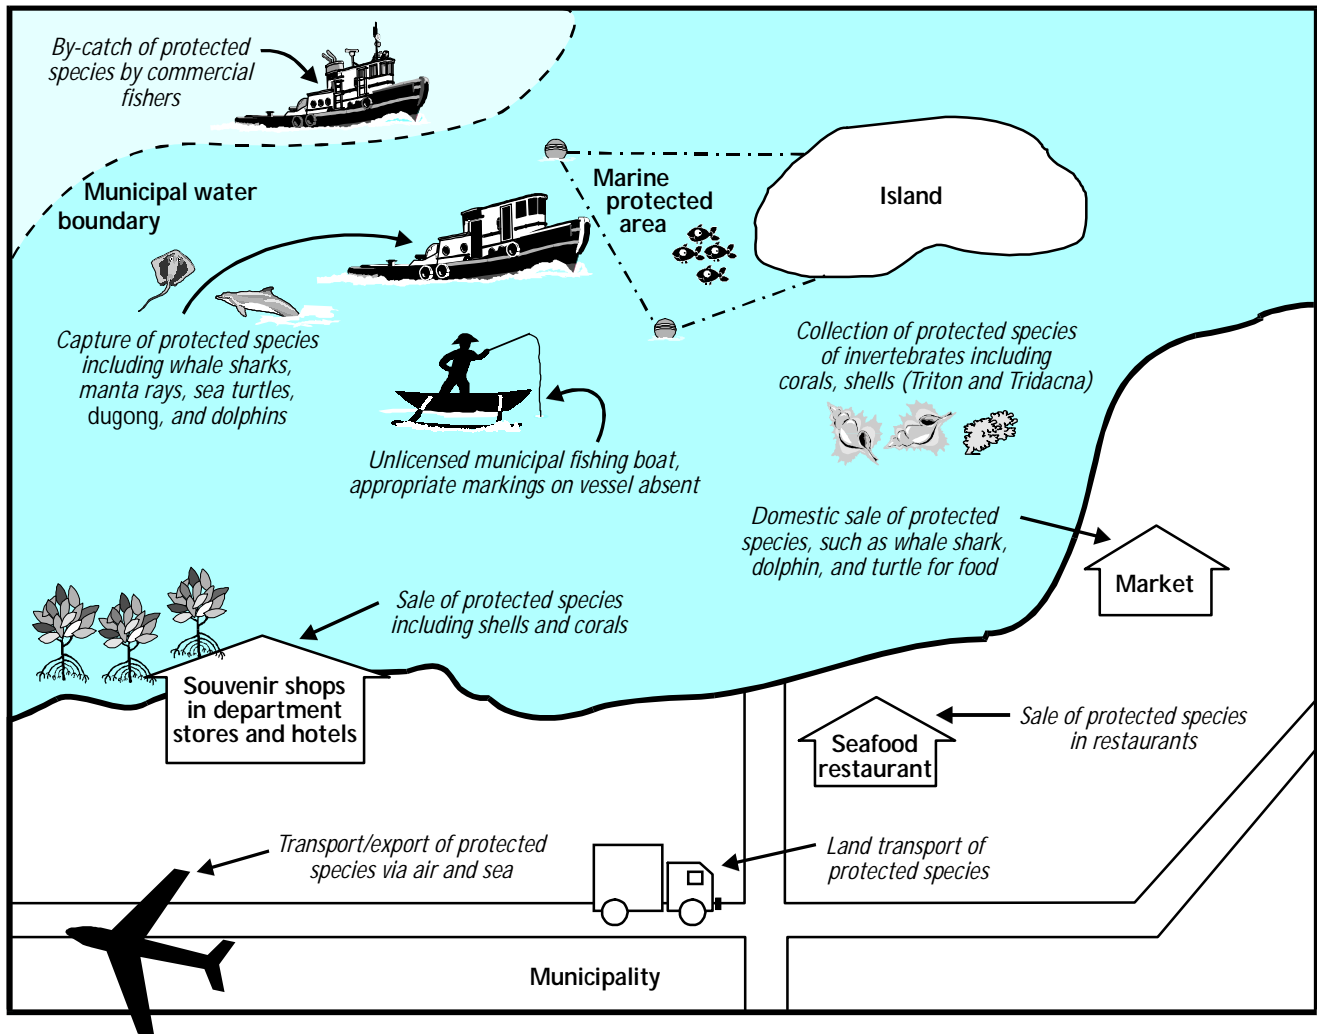 By-catch of protected
species by commercial
fishers
Municipal water
boundary
Marine
protected
area
Island
Capture of protected species
including whale sharks,
manta rays, sea turtles,
dugong, and dolphins
Collection of protected species
of invertebrates including
corals, shells (Triton and Tridacna)
Unlicensed municipal fishing boat,
appropriate markings on vessel absent
Domestic sale of protected
species, such as whale shark,
dolphin, and turtle for food
Market
Sale of protected species
including shells and corals
Souvenir shops
in department
stores and hotels
Seafood
restaurant
Sale of protected species
in restaurants
Transport/export of protected
species via air and sea
Land transport of
protected species
Municipality